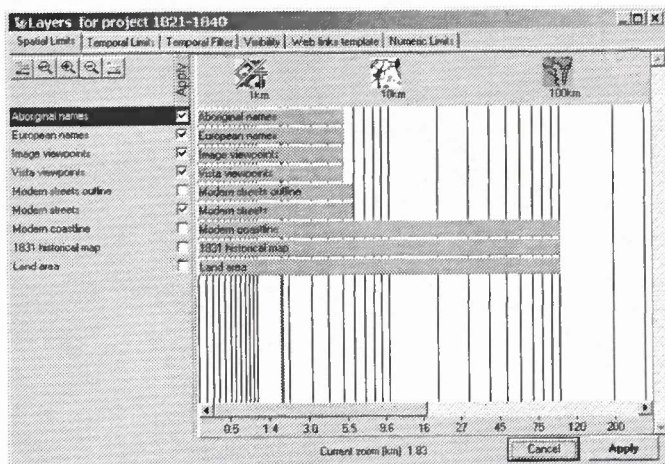 Layers for project 1821-1840
Spatial Limits Temporal Limits Temporal Filter Visibility Web links template Numeric Limits
Apply
1km 10km 100km
Aboriginal names Aboriginal names
European names European names
Image viewpoints Image viewpoints
Vista viewpoints Vista viewpoints
Modern streets outline Modern streets outline
Modern streets Modern streets
Modern coastline Modern coastline
1831 historical map 1831 historical map
Land area Land area
0.5 1.4 3.0 5.5 9.6 16 27 45 75 120 200
Current zoom (km) 1.83 Cancel Apply